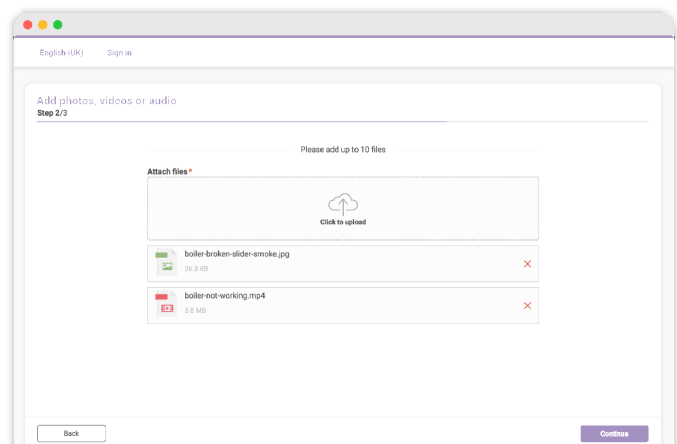 English (UK) Sign in
Add photos, videos or audio
Step 2/3
Please add up to 10 files
Attach files*
Click to upload
boiler-broken-slider-smoke.jpg
26.3 KB
boiler-not-working.mp4
5.8 MB
Back Continue